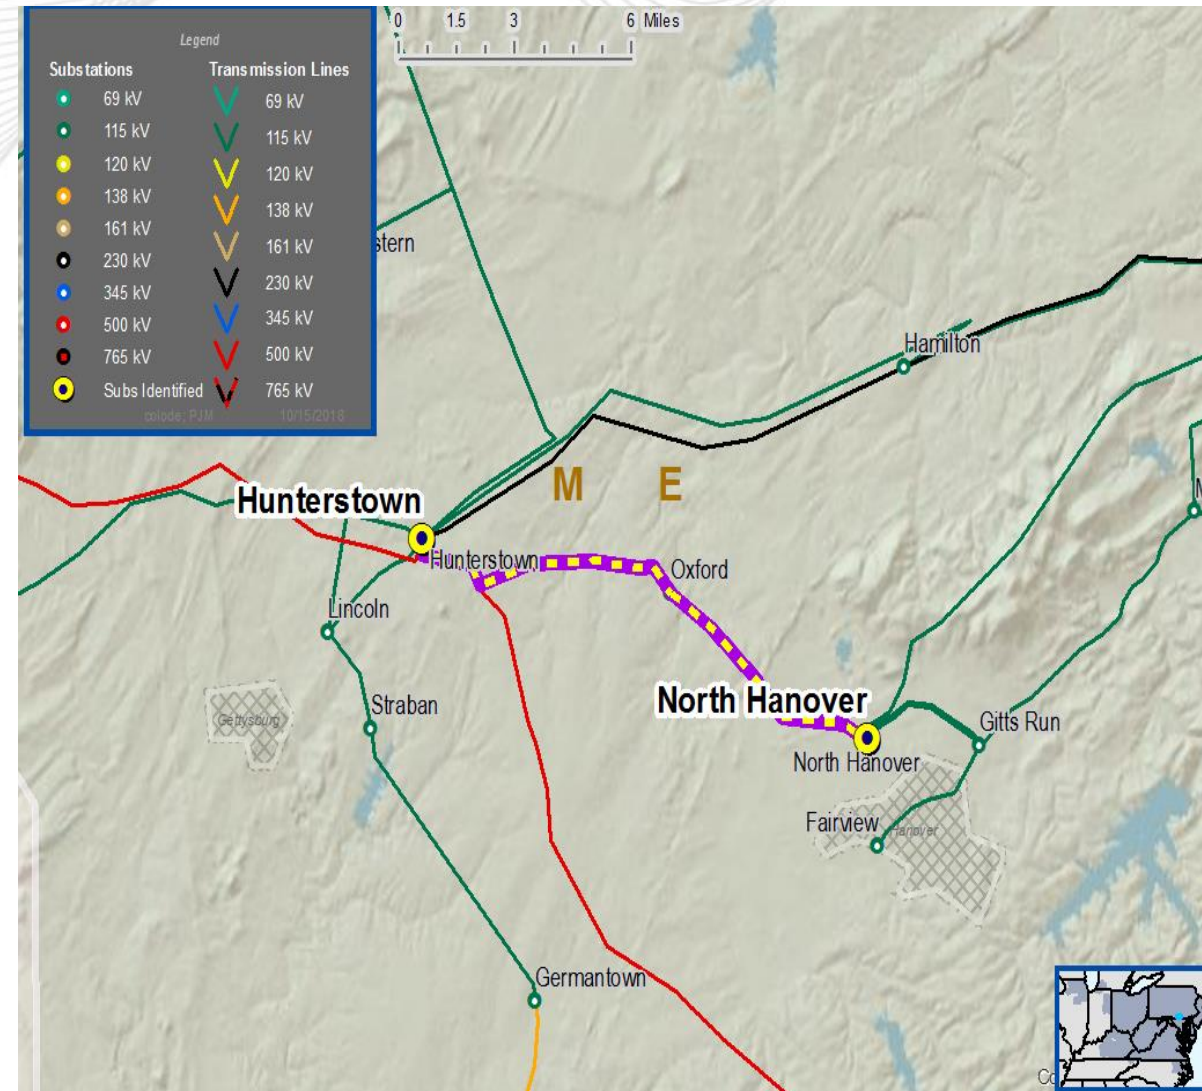 Legend
Substations Transmission Lines
69 kV 69 kV
115 kV 115 kV
120 kV 120 kV
138 kV 138 kV
161 kV 161 kV
230 kV 230 kV
345 kV 345 kV
500 kV 500 kV
765 kV 765 kV
Subs Identified
colode; PJM 10/15/2018
0 1.5 3 6 Miles
stern
Hamilton
M E
Hunterstown
Hunterstown
Oxford
Lincoln
North Hanover
Straban
Gettysburg
Gitts Run
North Hanover
Fairview
Hanover
Germantown